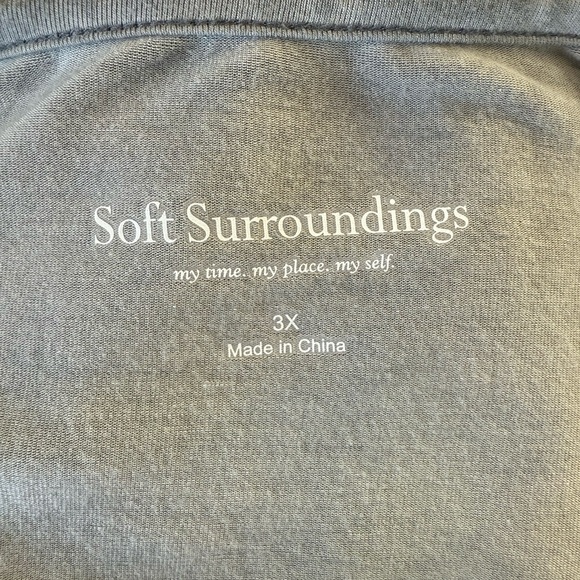 Soft Surroundings
my time. my place. my self.
3X
Made in China